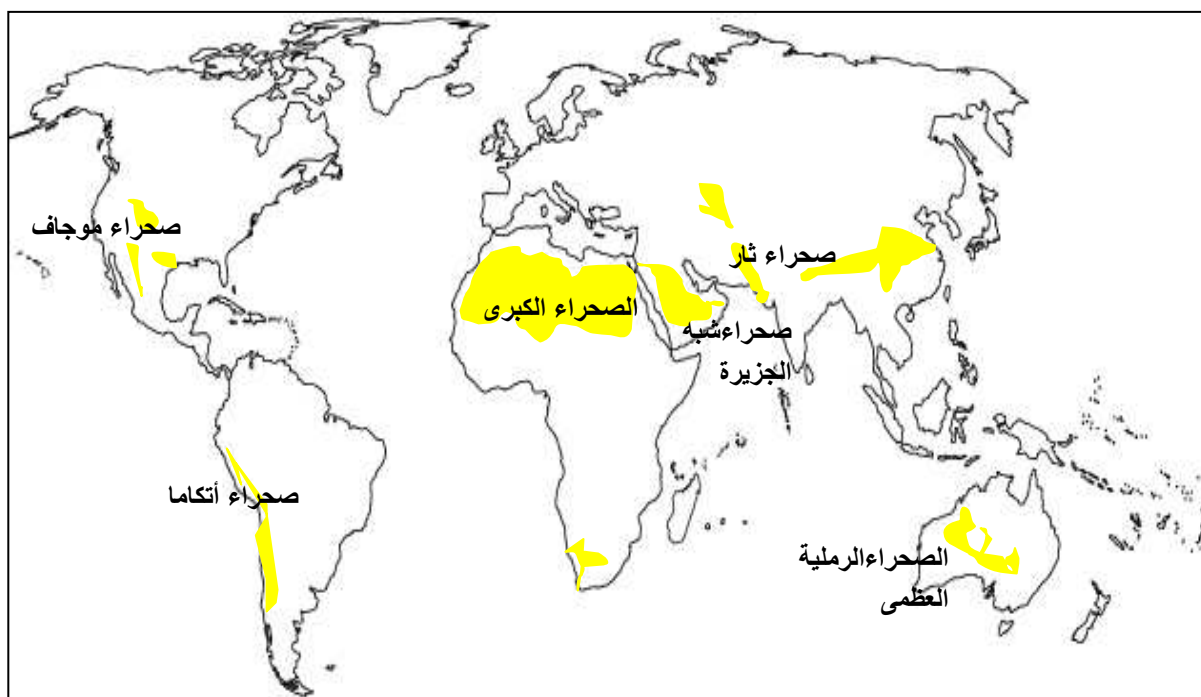 صحراء موجاف
صحراء ثار
الصحراء الكبرى
صحراءشبه
الجزيرة
صحراء أتكاما
الصحراءالرملية
العظمى